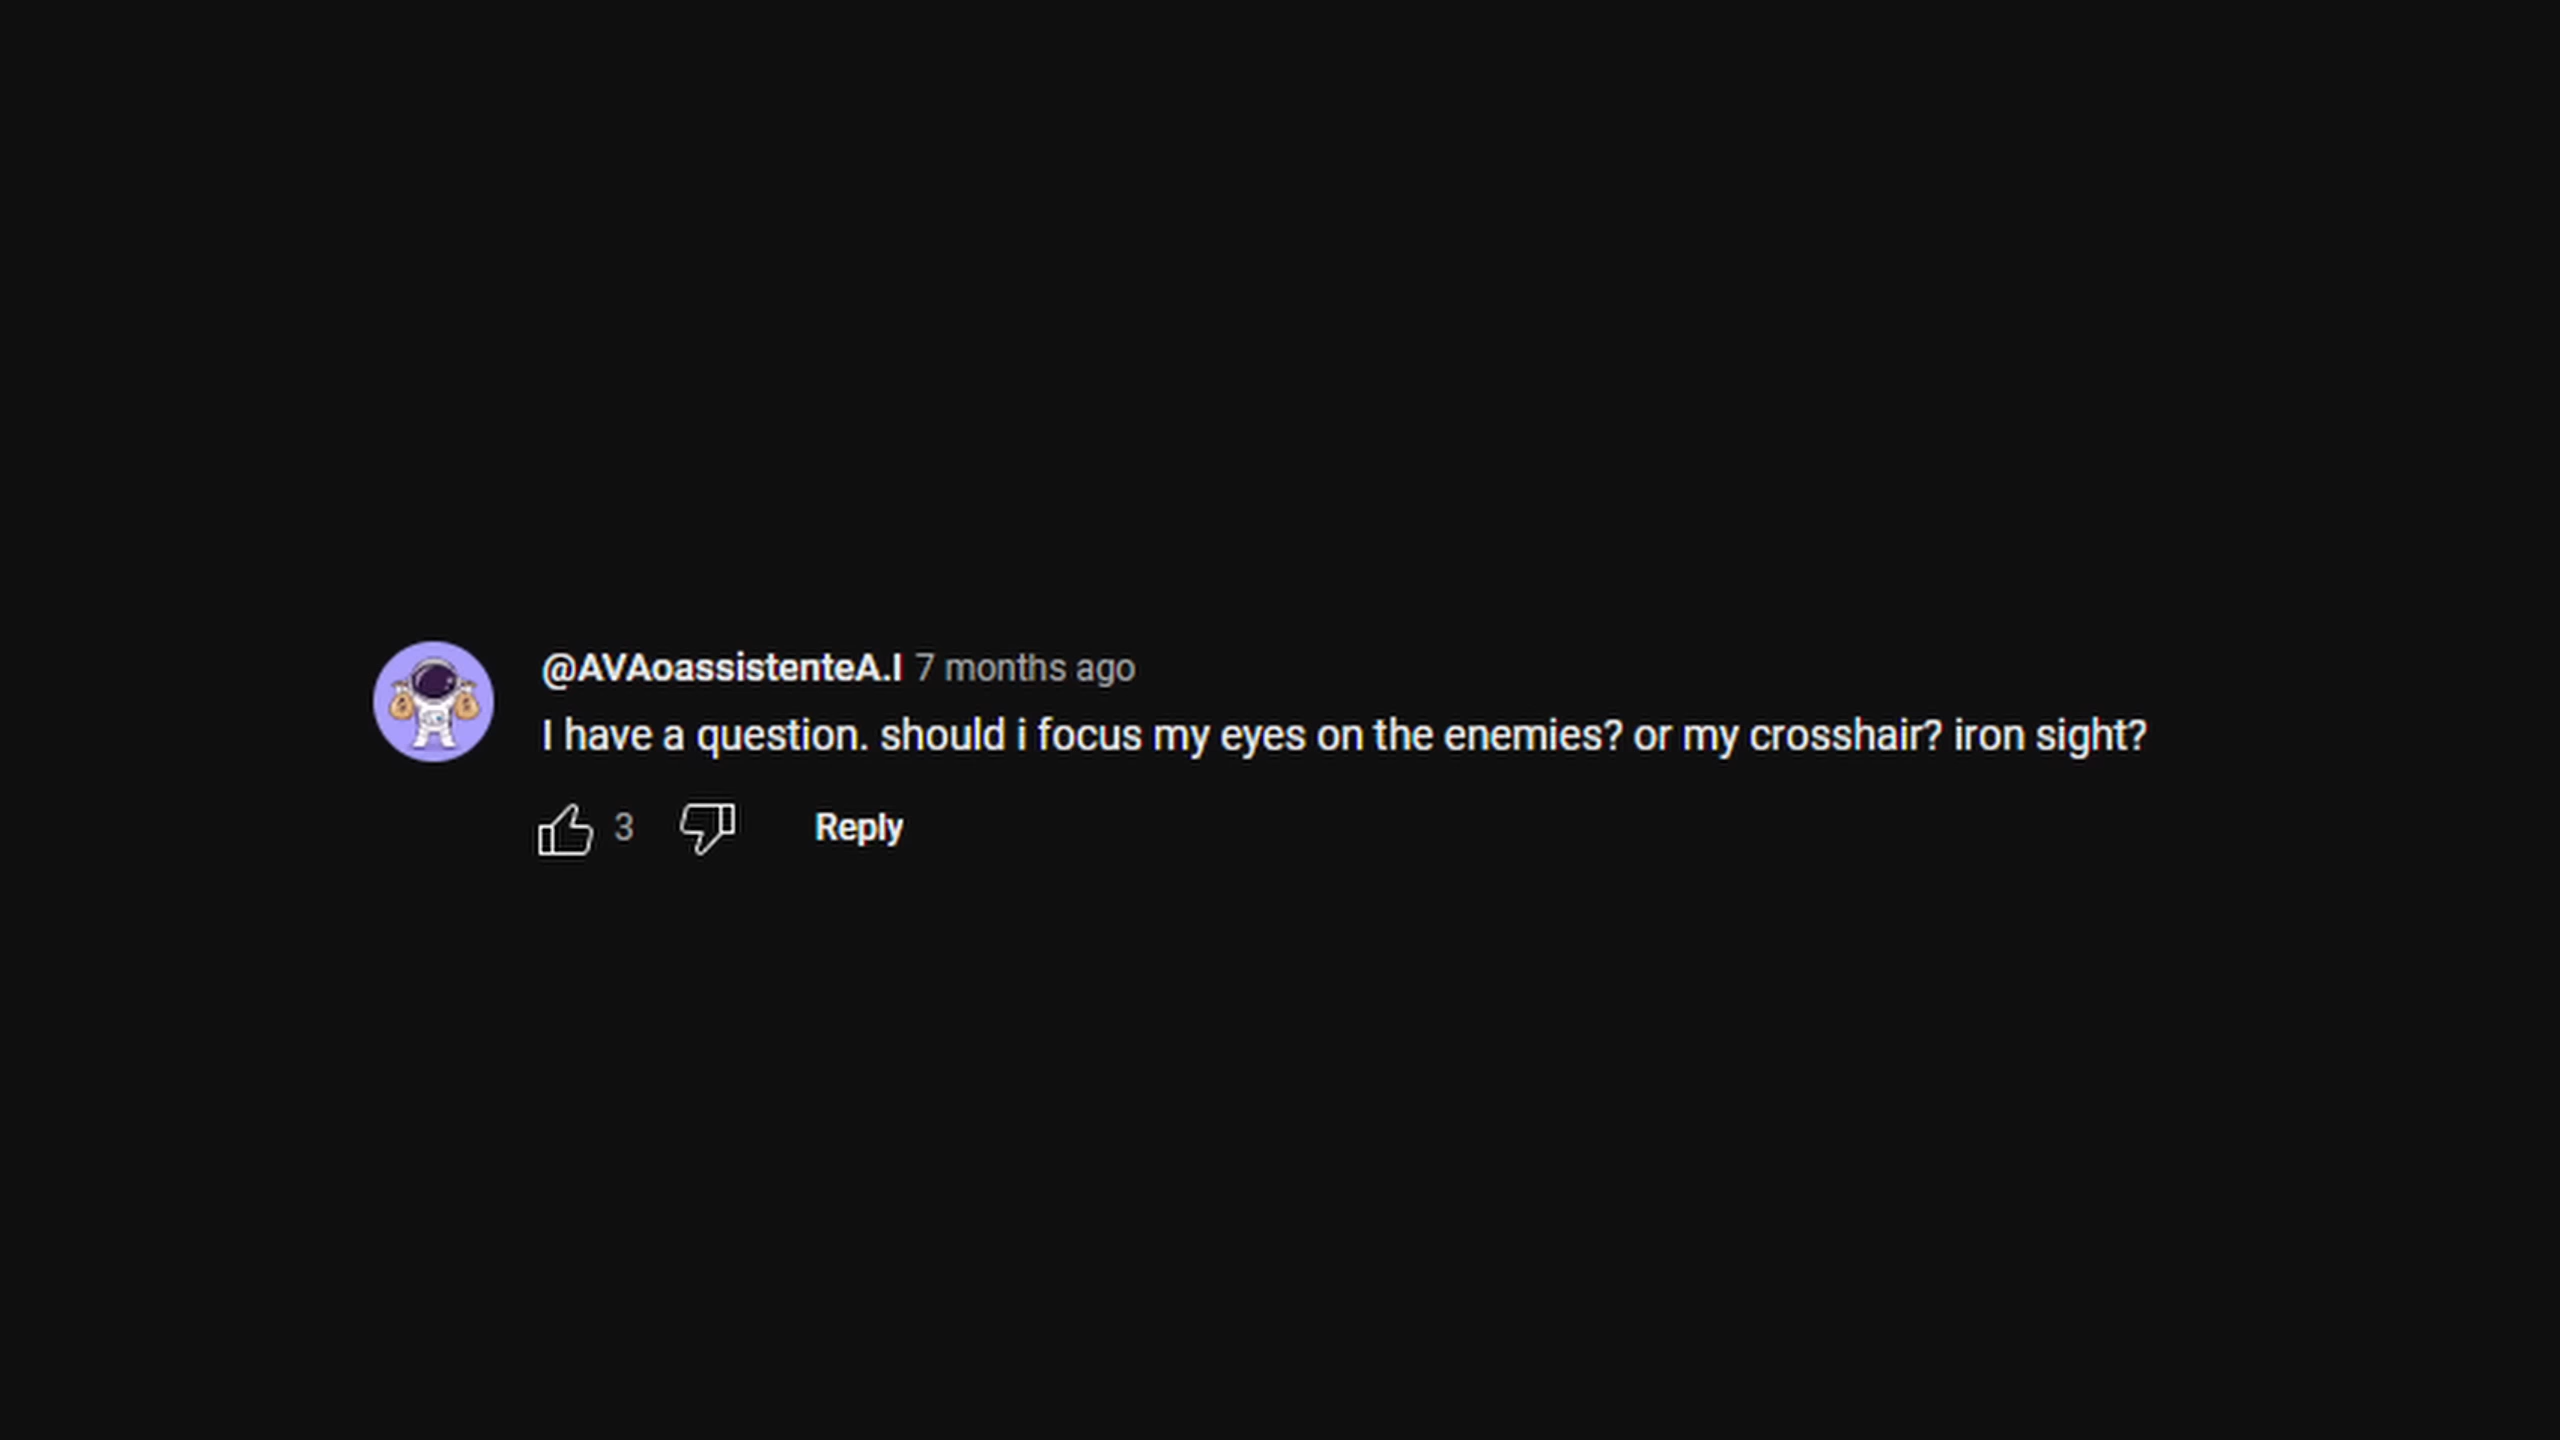 @AVAoassistenteA.I 7 months ago
I have a question. should i focus my eyes on the enemies? or my crosshair? iron sight?
3 Reply